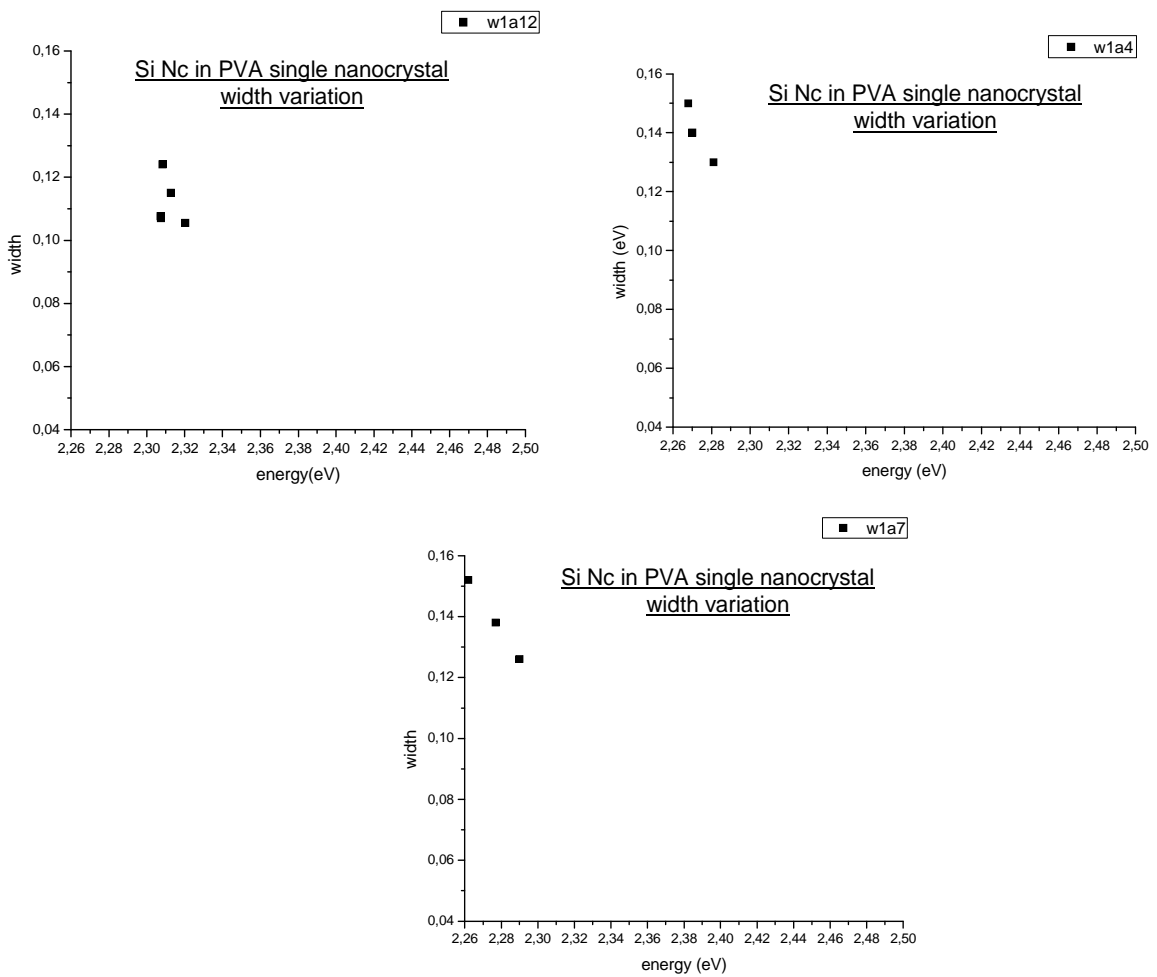 w1a12
Si Nc in PVA single nanocrystal
width variation
0,16
0,14
0,12
0,10
0,08
0,06
0,04
width
2,26 2,28 2,30 2,32 2,34 2,36 2,38 2,40 2,42 2,44 2,46 2,48 2,50
energy(eV)
w1a4
Si Nc in PVA single nanocrystal
width variation
0,16
0,14
0,12
0,10
0,08
0,06
0,04
width (eV)
2,26 2,28 2,30 2,32 2,34 2,36 2,38 2,40 2,42 2,44 2,46 2,48 2,50
energy (eV)
w1a7
Si Nc in PVA single nanocrystal
width variation
0,16
0,14
0,12
0,10
0,08
0,06
0,04
width
2,26 2,28 2,30 2,32 2,34 2,36 2,38 2,40 2,42 2,44 2,46 2,48 2,50
energy (eV)